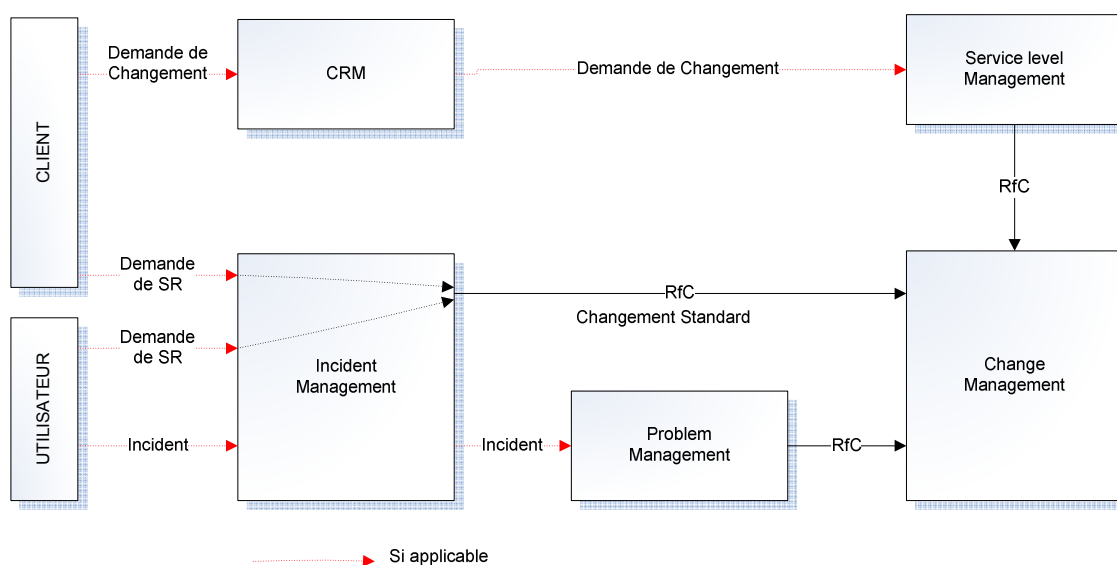 CLIENT
Demande de
Changement
CRM
Demande de Changement
Service level
Management
RfC
Demande
de SR
RfC
Changement Standard
UTILISATEUR
Demande
de SR
Incident
Management
Change
Management
Incident
Incident
Problem
Management
RfC
Si applicable